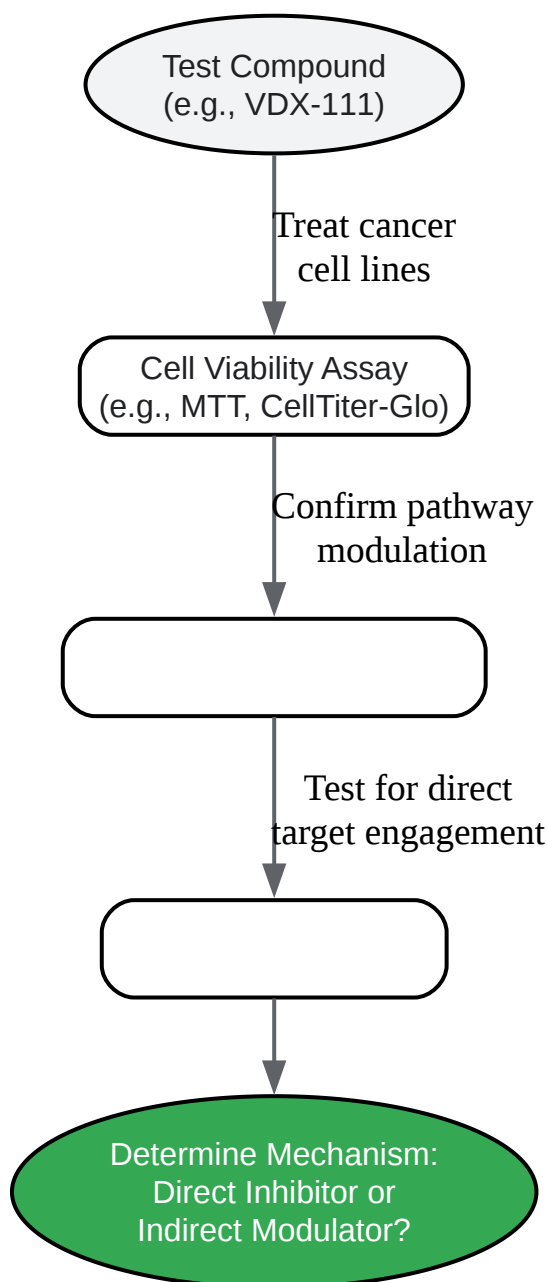 Test Compound
(e.g., VDX-111)
Treat cancer
cell lines
Cell Viability Assay
(e.g., MTT, CellTiter-Glo)
Confirm pathway
modulation
Test for direct
target engagement
Determine Mechanism:
Direct Inhibitor or
Indirect Modulator?